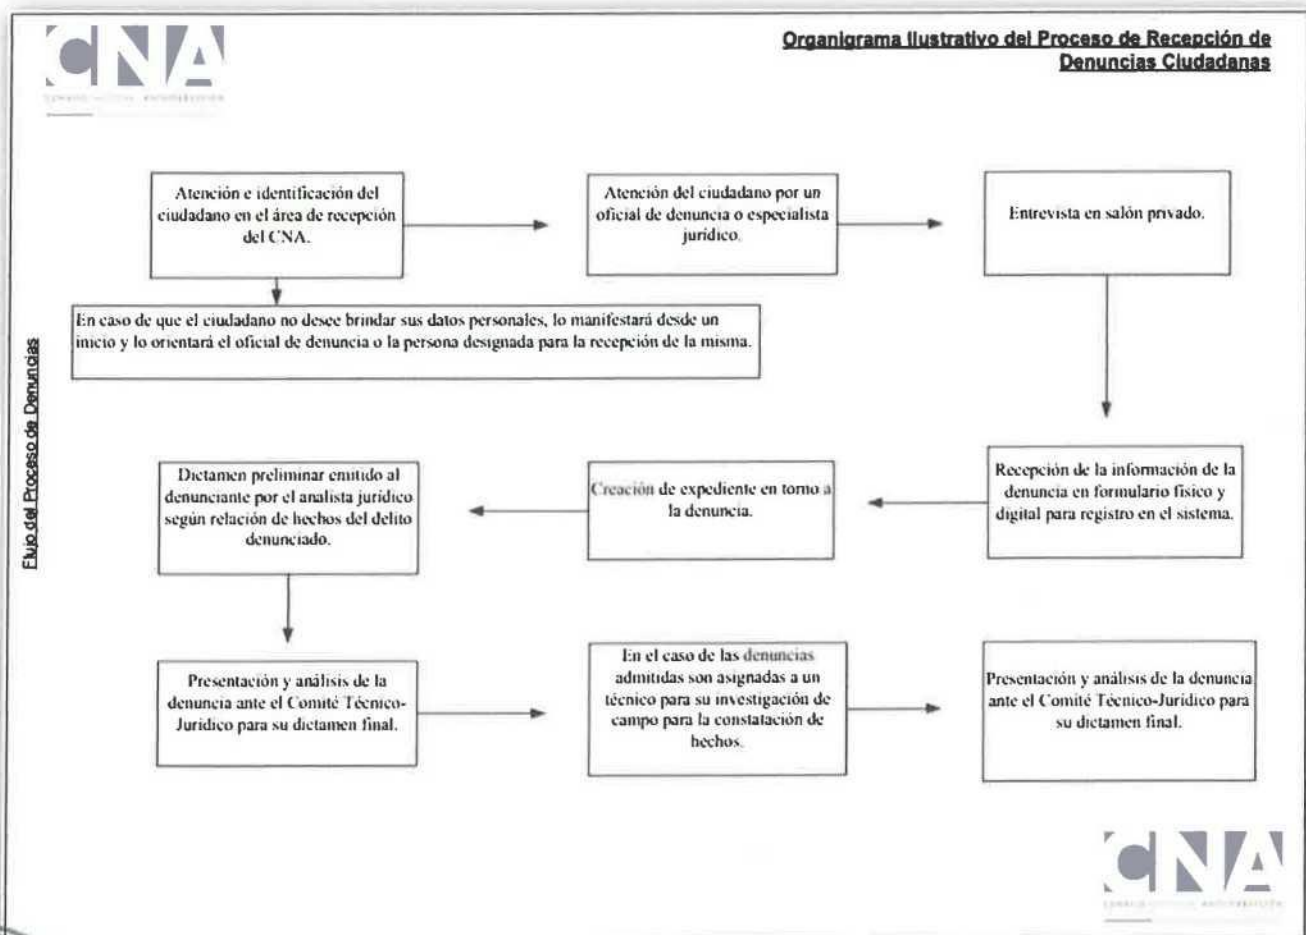 CNA
Organigrama Ilustrativo del Proceso de Recepción de
Denuncias Ciudadanas
Atención e identificación del
ciudadano en el área de recepción
del CNA.
Atención del ciudadano por un
oficial de denuncia o especialista
jurídico.
Entrevista en salón privado.
En caso de que el ciudadano no desee brindar sus datos personales, lo manifestará desde un
inicio y lo orientará el oficial de denuncia o la persona designada para la recepción de la misma.
Flujo del Proceso de Denuncias
Dictamen preliminar emitido al
denunciante por el analista jurídico
según relación de hechos del delito
denunciado.
Creación de expediente en torno a
la denuncia.
Recepción de la información de la
denuncia en formulario físico y
digital para registro en el sistema.
Presentación y análisis de la
denuncia ante el Comité Técnico-
Jurídico para su dictamen final.
En el caso de las denuncias
admitidas son asignadas a un
técnico para su investigación de
campo para la constatación de
hechos.
Presentación y análisis de la denuncia
ante el Comité Técnico-Jurídico para
su dictamen final.
CNA